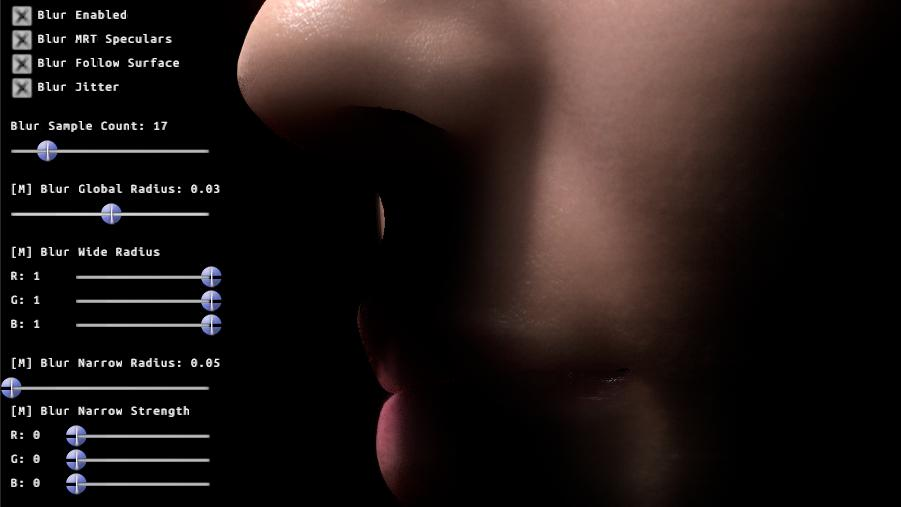 Blur Enabled
Blur MRT Speculars
Blur Follow Surface
Blur Jitter
Blur Sample Count: 17
[M] Blur Global Radius: 0.03
[M] Blur Wide Radius
R: 1
G: 1
B: 1
[M] Blur Narrow Radius: 0.05
[M] Blur Narrow Strength
R: 0
G: 0
B: 0